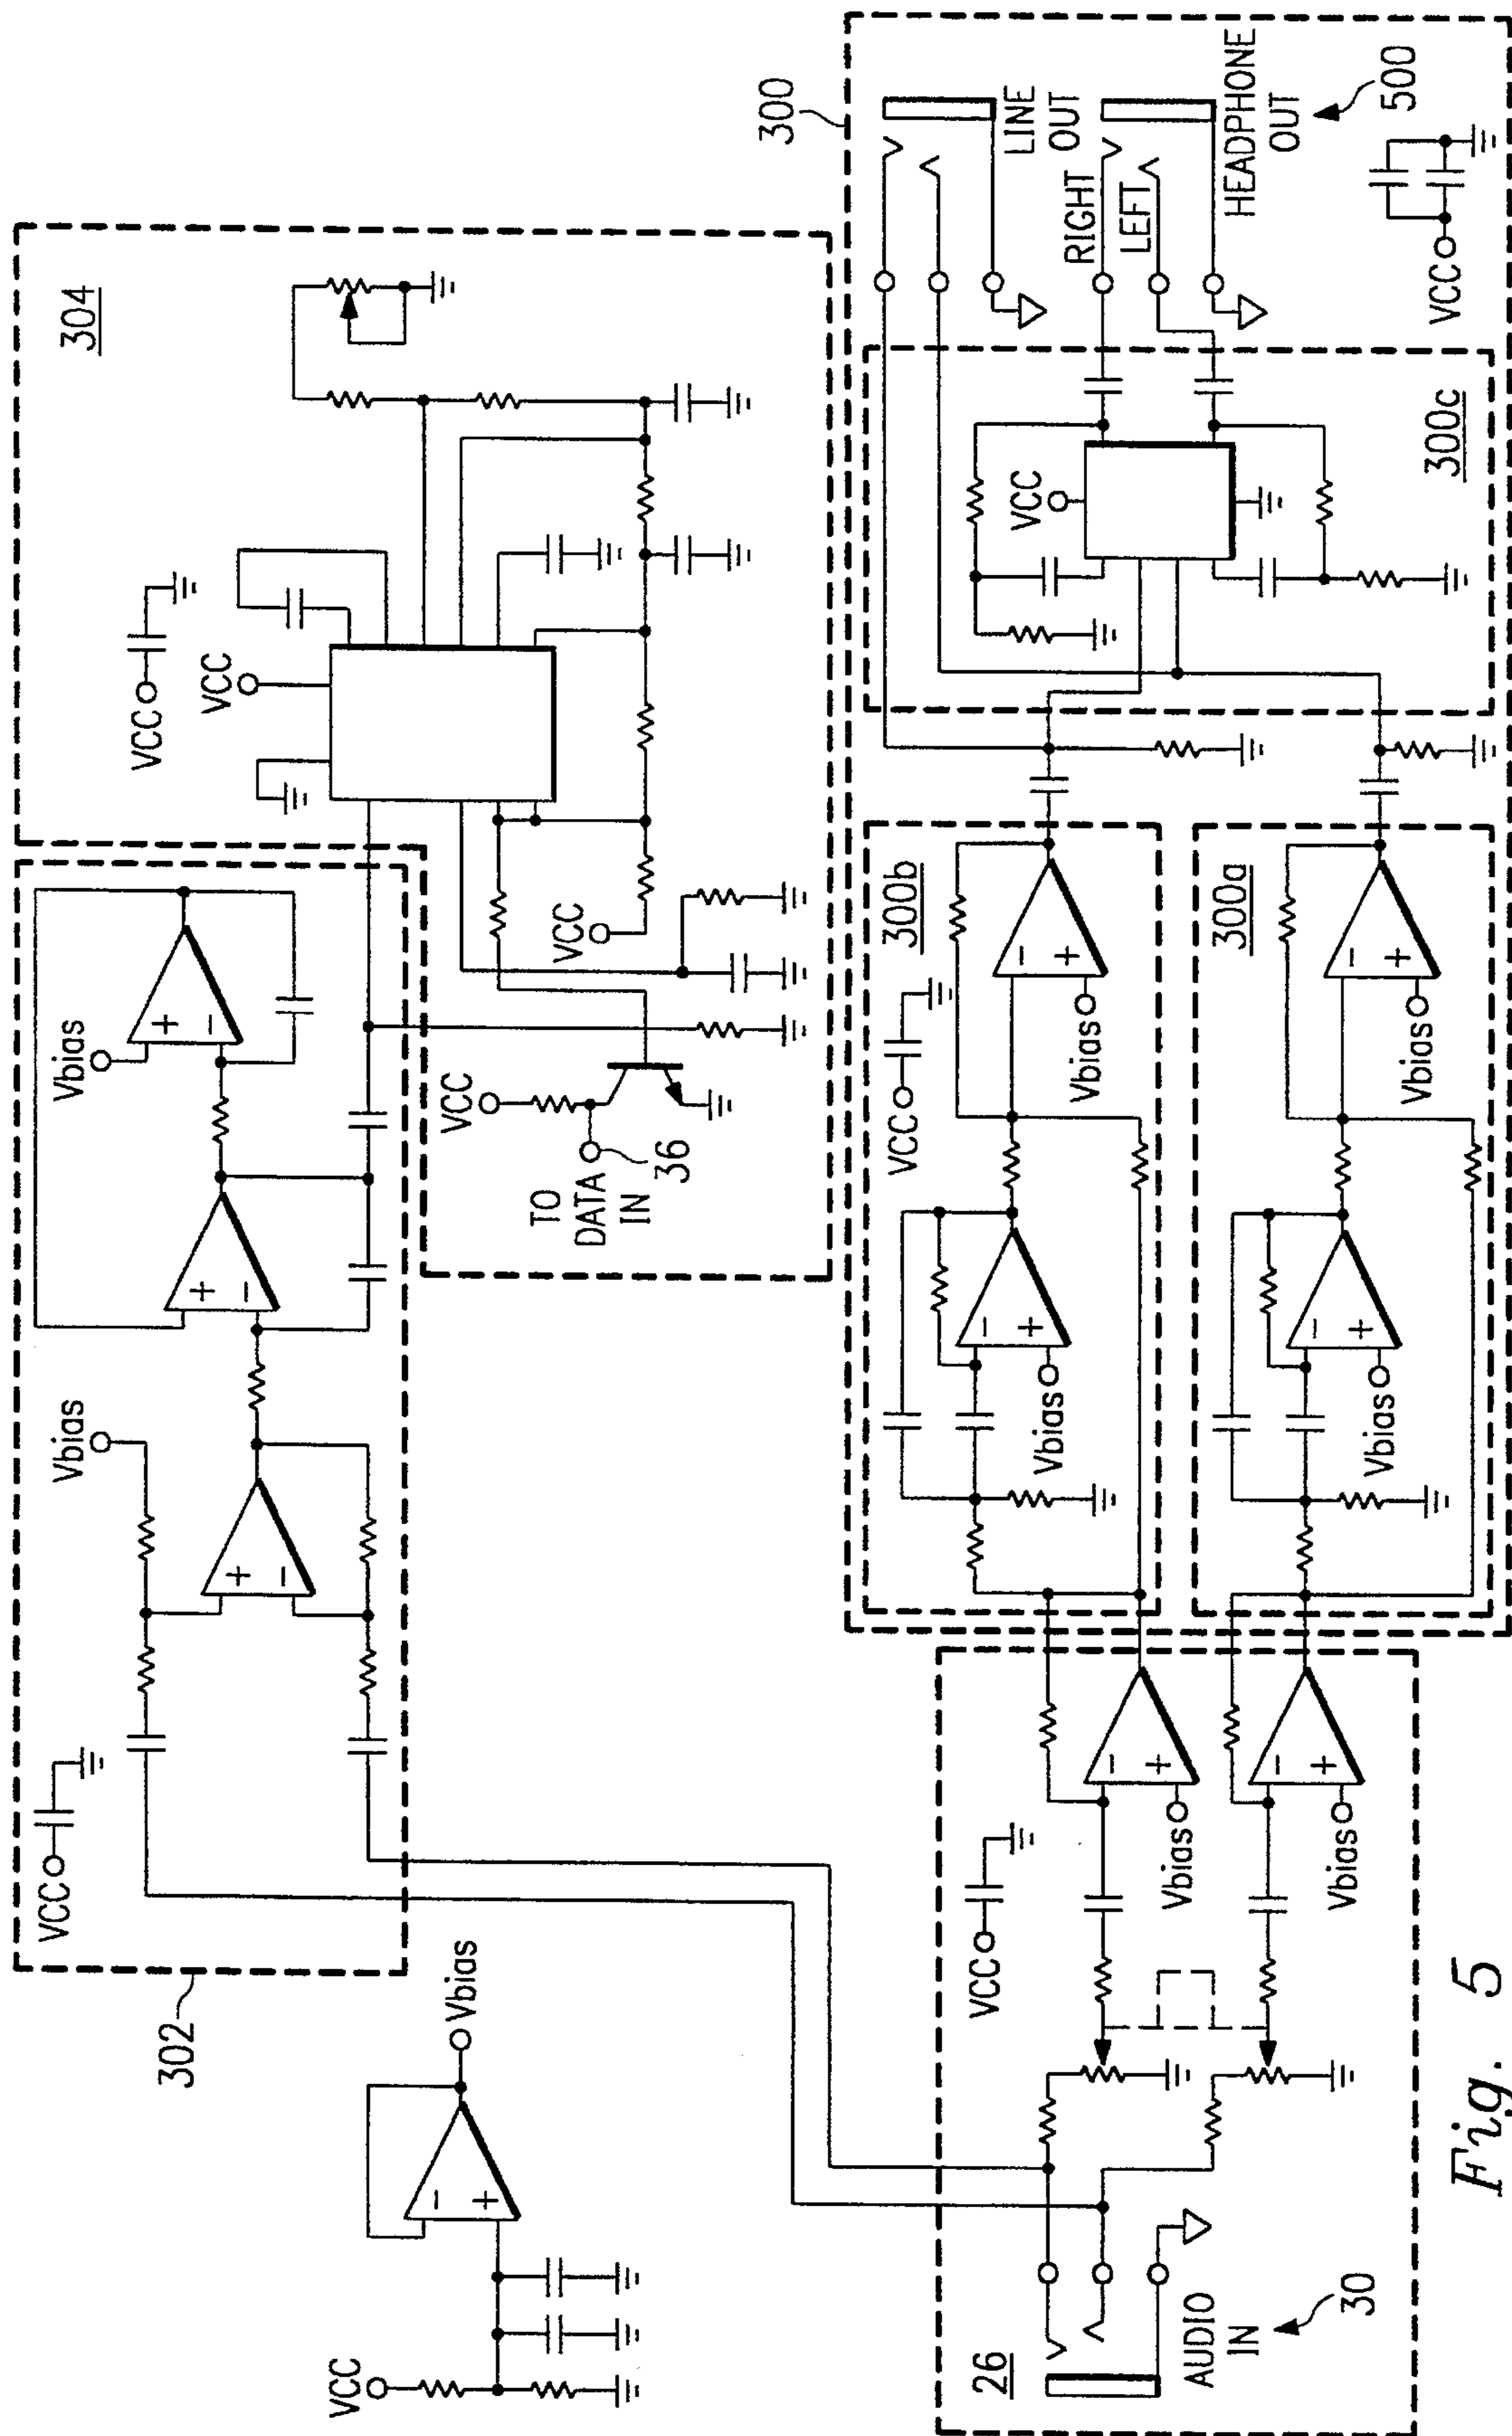 302
VCC
Vbias
Vbias
Vbias
+
−
+
−
+
−
304
VCC
VCC
VCC
VCC
TO
DATA
IN
36
VCC
−
+
Vbias
26
AUDIO
IN
30
VCC
−
+
Vbias
−
+
Vbias
300
300b
VCC
−
+
Vbias
−
+
Vbias
300a
−
+
Vbias
−
+
Vbias
300c
VCC
LINE
OUT
RIGHT
LEFT
HEADPHONE
OUT
500
VCC
Fig. 5